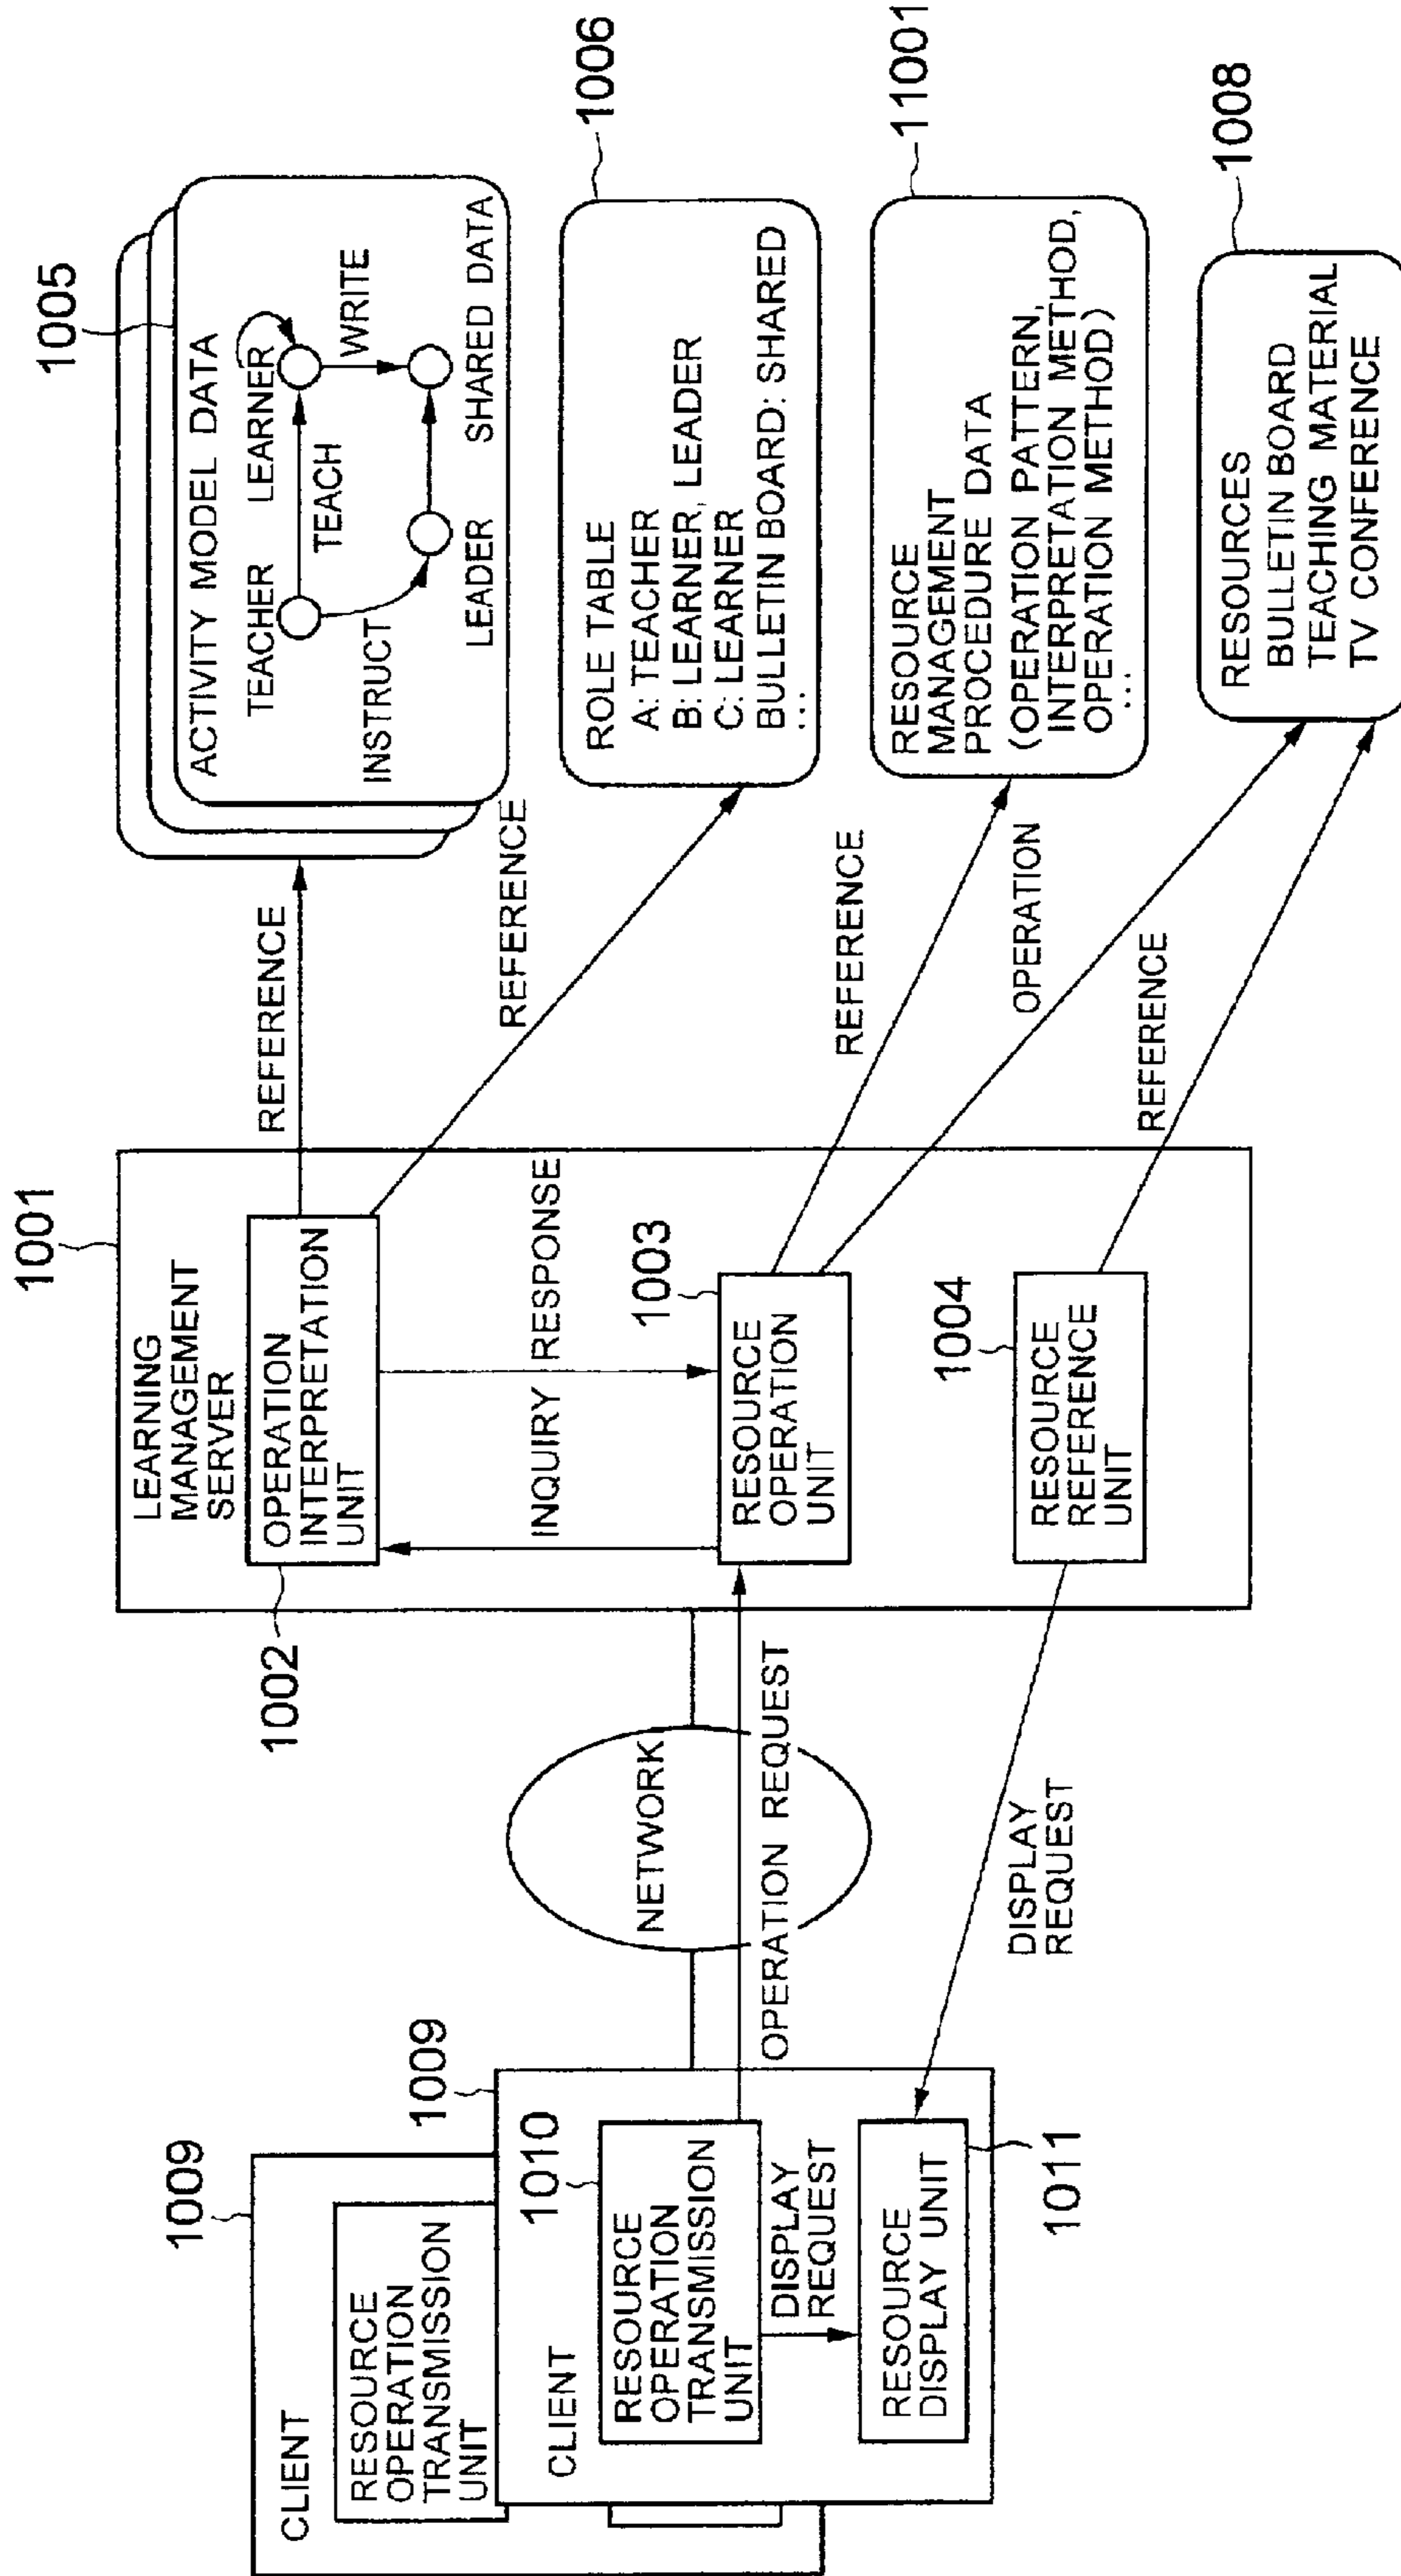 1009
CLIENT
RESOURCE
OPERATION
TRANSMISSION
UNIT
1009
CLIENT
1010
RESOURCE
OPERATION
TRANSMISSION
UNIT
DISPLAY
REQUEST
RESOURCE
DISPLAY UNIT
1011
NETWORK
OPERATION REQUEST
DISPLAY
REQUEST
1001
LEARNING
MANAGEMENT
SERVER
OPERATION
INTERPRETATION
UNIT
1002
INQUIRY
RESPONSE
1003
RESOURCE
OPERATION
UNIT
1004
RESOURCE
REFERENCE
UNIT
REFERENCE
REFERENCE
REFERENCE
OPERATION
REFERENCE
1005
ACTIVITY MODEL DATA
TEACHER
LEARNER
TEACH
WRITE
INSTRUCT
LEADER
SHARED DATA
1006
ROLE TABLE
A: TEACHER
B: LEARNER, LEADER
C: LEARNER
BULLETIN BOARD: SHARED
...
11001
RESOURCE
MANAGEMENT
PROCEDURE DATA
(OPERATION PATTERN,
INTERPRETATION METHOD,
OPERATION METHOD)
...
1008
RESOURCES
BULLETIN BOARD
TEACHING MATERIAL
TV CONFERENCE